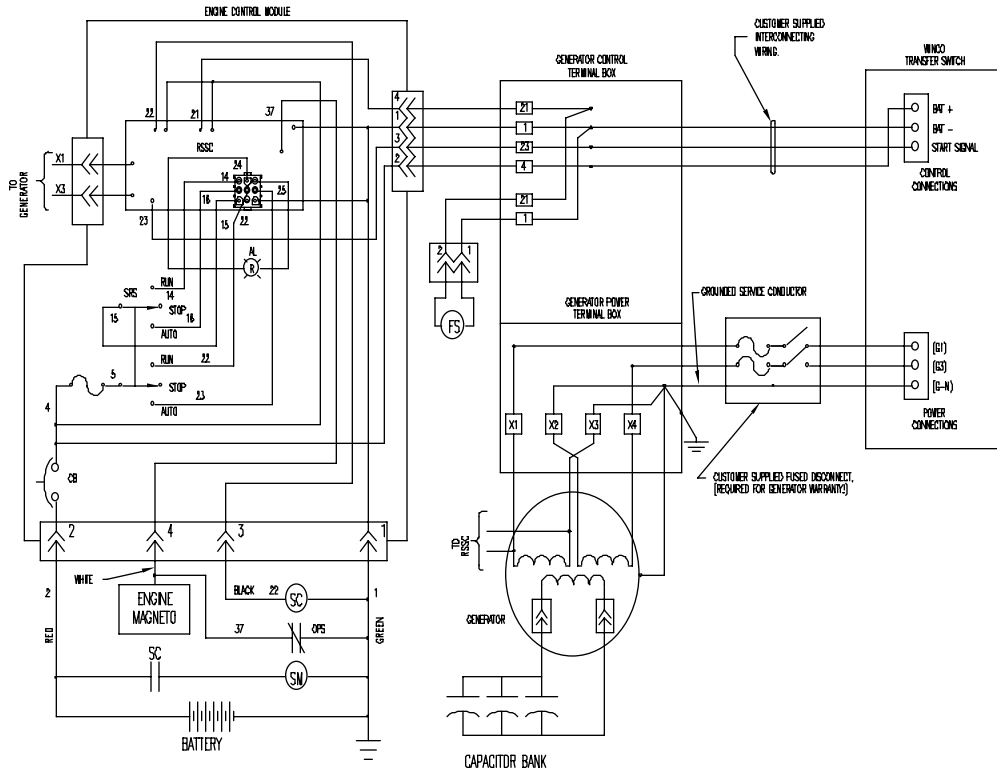 ENGINE CONTROL MODULE
CUSTOMER SUPPLIED
INTERCONNECTING
WIRING.
WINCO
TRANSFER SWITCH
GENERATOR CONTROL
TERMINAL BOX
22
21
37
RSSC
4
1
3
2
21
1
23
4
21
1
BAT +
BAT -
START SIGNAL
CONTROL
CONNECTIONS
TO
GENERATOR
X1
X3
24
14
25
16
15
22
23
AL
R
2
1
FS
RUN
14
SRS
STOP
15
16
AUTO
RUN
22
5
STOP
23
AUTO
4
CB
GENERATOR POWER
TERMINAL BOX
GROUNDED SERVICE CONDUCTOR
(G1)
(G3)
(G-N)
POWER
CONNECTIONS
X1
X2
X3
X4
CUSTOMER SUPPLIED FUSED DISCONNECT,
(REQUIRED FOR GENERATOR WARRANTY!)
2
4
3
1
TO
RSSC
WHITE
2
RED
ENGINE
MAGNETO
BLACK
22
SC
1
GREEN
37
OPS
GENERATOR
SC
SM
BATTERY
CAPACITOR BANK